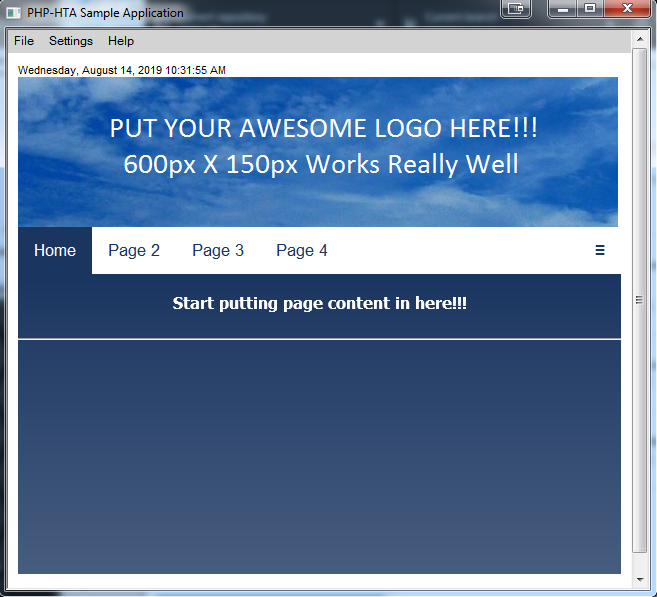 PHP-HTA Sample Application
File Settings Help
Wednesday, August 14, 2019 10:31:55 AM
PUT YOUR AWESOME LOGO HERE!!!
600px X 150px Works Really Well
Home Page 2 Page 3 Page 4
Start putting page content in here!!!